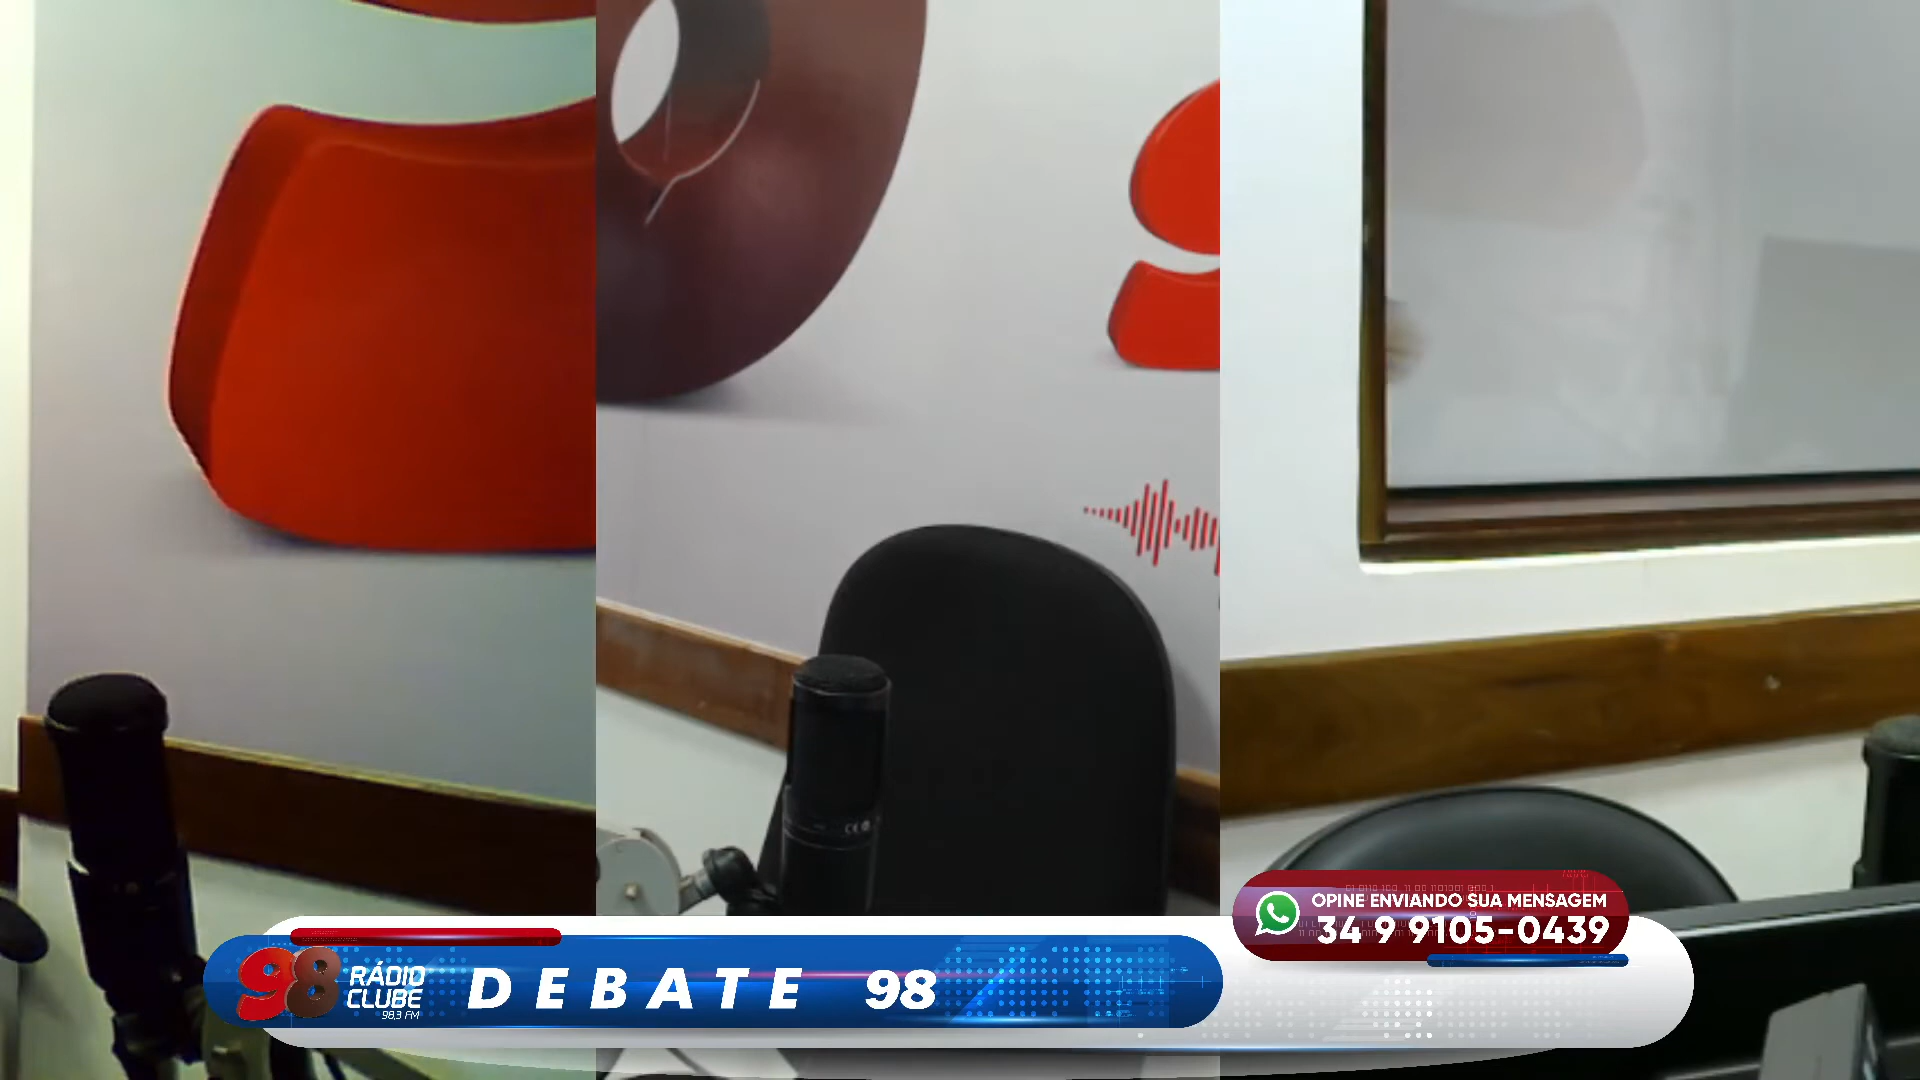 OPINE ENVIANDO SUA MENSAGEM
34 9 9105-0439
98 RÁDIO
CLUBE
98,3 FM
DEBATE 98